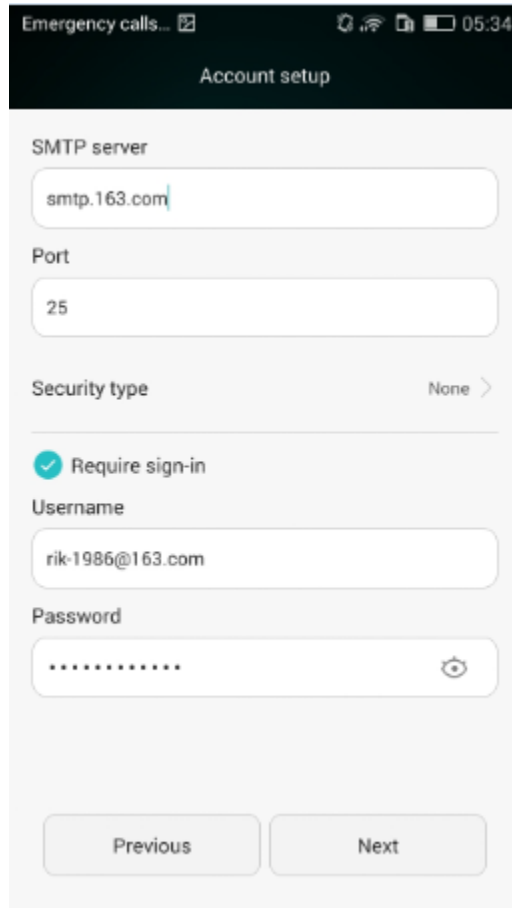 Emergency calls... 05:34
Account setup
SMTP server
smtp.163.com
Port
25
Security type None
Require sign-in
Username
rik-1986@163.com
Password
••••••••••••
Previous Next